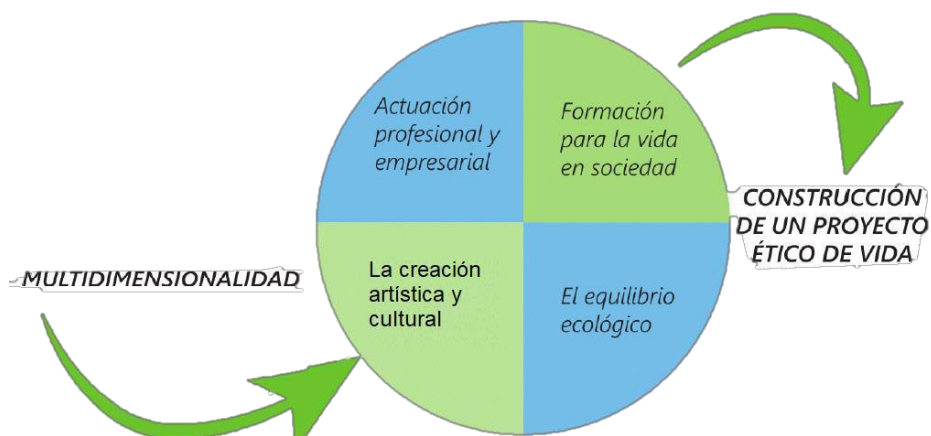 Actuación
profesional y
empresarial
Formación
para la vida
en sociedad
CONSTRUCCIÓN
DE UN PROYECTO
ÉTICO DE VIDA
MULTIDIMENSIONALIDAD
La creación
artística y
cultural
El equilibrio
ecológico